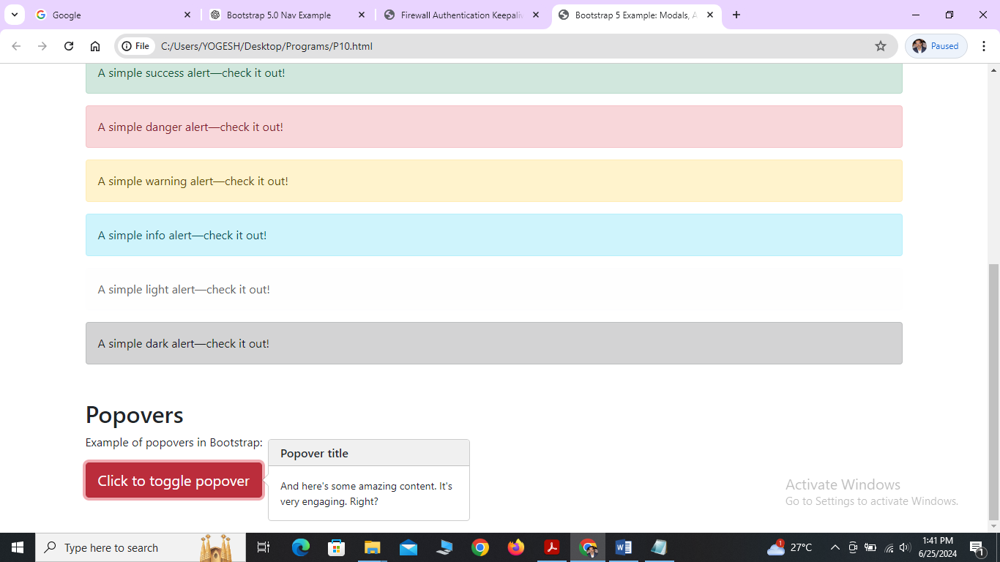 Google
Bootstrap 5.0 Nav Example
Firewall Authentication Keepaliv
Bootstrap 5 Example: Modals, A
File
C:/Users/YOGESH/Desktop/Programs/P10.html
Paused
A simple success alert—check it out!
A simple danger alert—check it out!
A simple warning alert—check it out!
A simple info alert—check it out!
A simple light alert—check it out!
A simple dark alert—check it out!
Popovers
Example of popovers in Bootstrap:
Click to toggle popover
Popover title
And here's some amazing content. It's
very engaging. Right?
Activate Windows
Go to Settings to activate Windows.
Type here to search
1
27°C
1:41 PM
6/25/2024
1